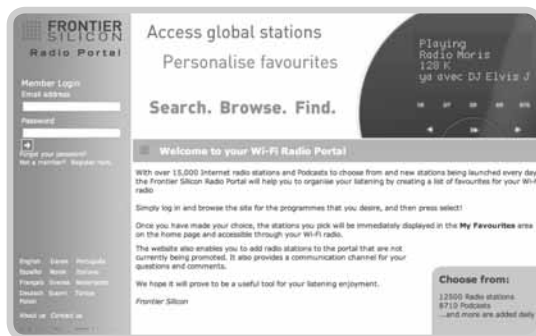 FRONTIER
SILICON
Radio Portal
Member Login
Email address
Password
Forgot your password?
Not a member? Register here.
English Dansk Português
Español Norsk Italiano
Français Svenska Nederlands
Deutsch Suomi Türkçe
Polski
About us Contact us
Access global stations
Personalise favourites
Search. Browse. Find.
Playing
Radio Moris
128 K
ya avec DJ Elvis J
Welcome to your Wi-Fi Radio Portal
With over 15,000 Internet radio stations and Podcasts to choose from and new stations being launched every day
the Frontier Silicon Radio Portal will help you to organise your listening by creating a list of favourites for your Wi-
radio
Simply log in and browse the site for the programmes that you desire, and then press select!
Once you have made your choice, the stations you pick will be immediately displayed in the My Favourites area
on the home page and accessible through your Wi-Fi radio.
The website also enables you to add radio stations to the portal that are not
currently being promoted. It also provides a communication channel for your
questions and comments.
We hope it will prove to be a useful tool for your listening enjoyment.
Frontier Silicon
Choose from:
12500 Radio stations
8710 Podcasts
...and more are added daily